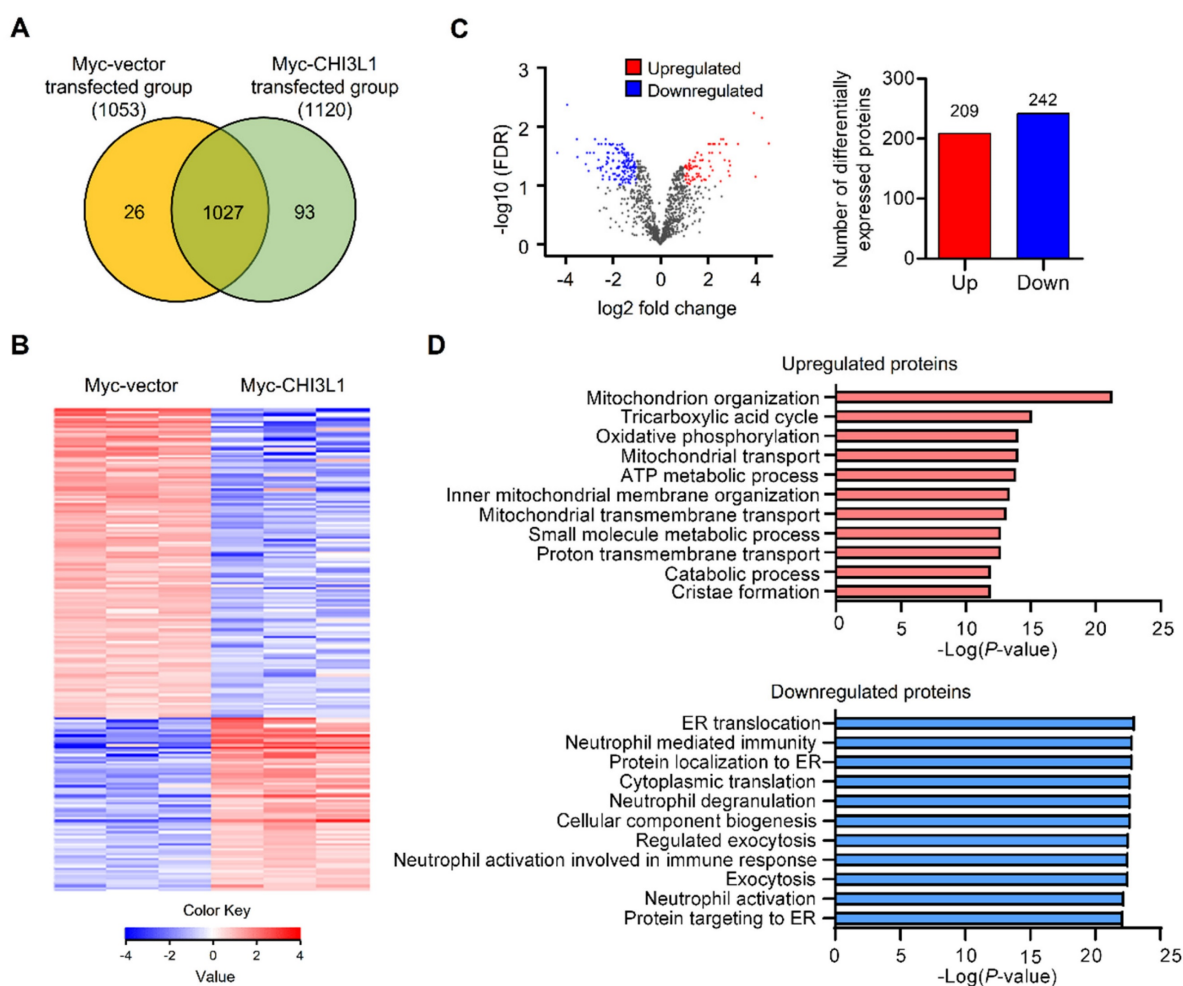 A
Myc-vector
transfected group
(1053)
Myc-CHI3L1
transfected group
(1120)
26
1027
93
B
Myc-vector
Myc-CHI3L1
Color Key
-4
-2
0
2
4
Value
C
Upregulated
Downregulated
-log10 (FDR)
3
2
1
0
-4
-2
0
2
4
log2 fold change
Number of differentially
expressed proteins
300
200
100
0
209
242
Up
Down
D
Upregulated proteins
Mitochondrion organization
Tricarboxylic acid cycle
Oxidative phosphorylation
Mitochondrial transport
ATP metabolic process
Inner mitochondrial membrane organization
Mitochondrial transmembrane transport
Small molecule metabolic process
Proton transmembrane transport
Catabolic process
Cristae formation
0
5
10
15
20
25
-Log(P-value)
Downregulated proteins
ER translocation
Neutrophil mediated immunity
Protein localization to ER
Cytoplasmic translation
Neutrophil degranulation
Cellular component biogenesis
Regulated exocytosis
Neutrophil activation involved in immune response
Exocytosis
Neutrophil activation
Protein targeting to ER
0
5
10
15
20
25
-Log(P-value)